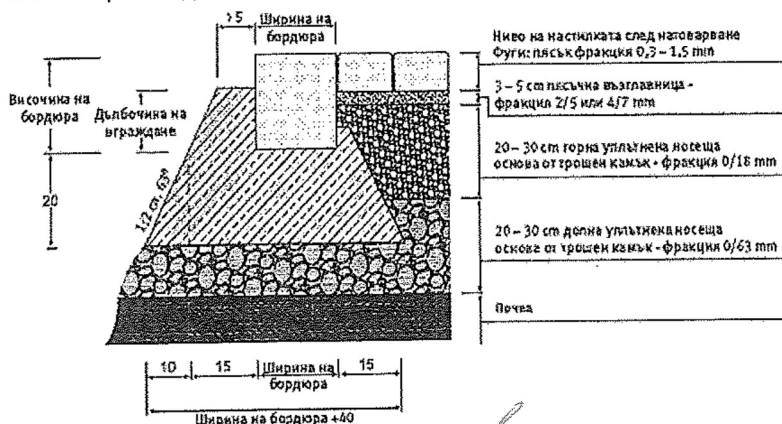 >5
Ширина на
бордюра
Ниво на настилката след натоварване
Фуги: пясък фракция 0,3 – 1,5 mm
3 – 5 cm пясъчна възглавница -
фракция 2/5 или 4/7 mm
Височина на
бордюра
Дълбочина на
вграждане
20 – 30 cm горна уплътнена носеща
основа от трошен камък - фракция 0/18 mm
20
1:2 ст. 63°
20 – 30 cm долна уплътнена носеща
основа от трошен камък - фракция 0/63 mm
Почва
10
15
Ширина на
бордюра
15
Ширина на бордюра +40